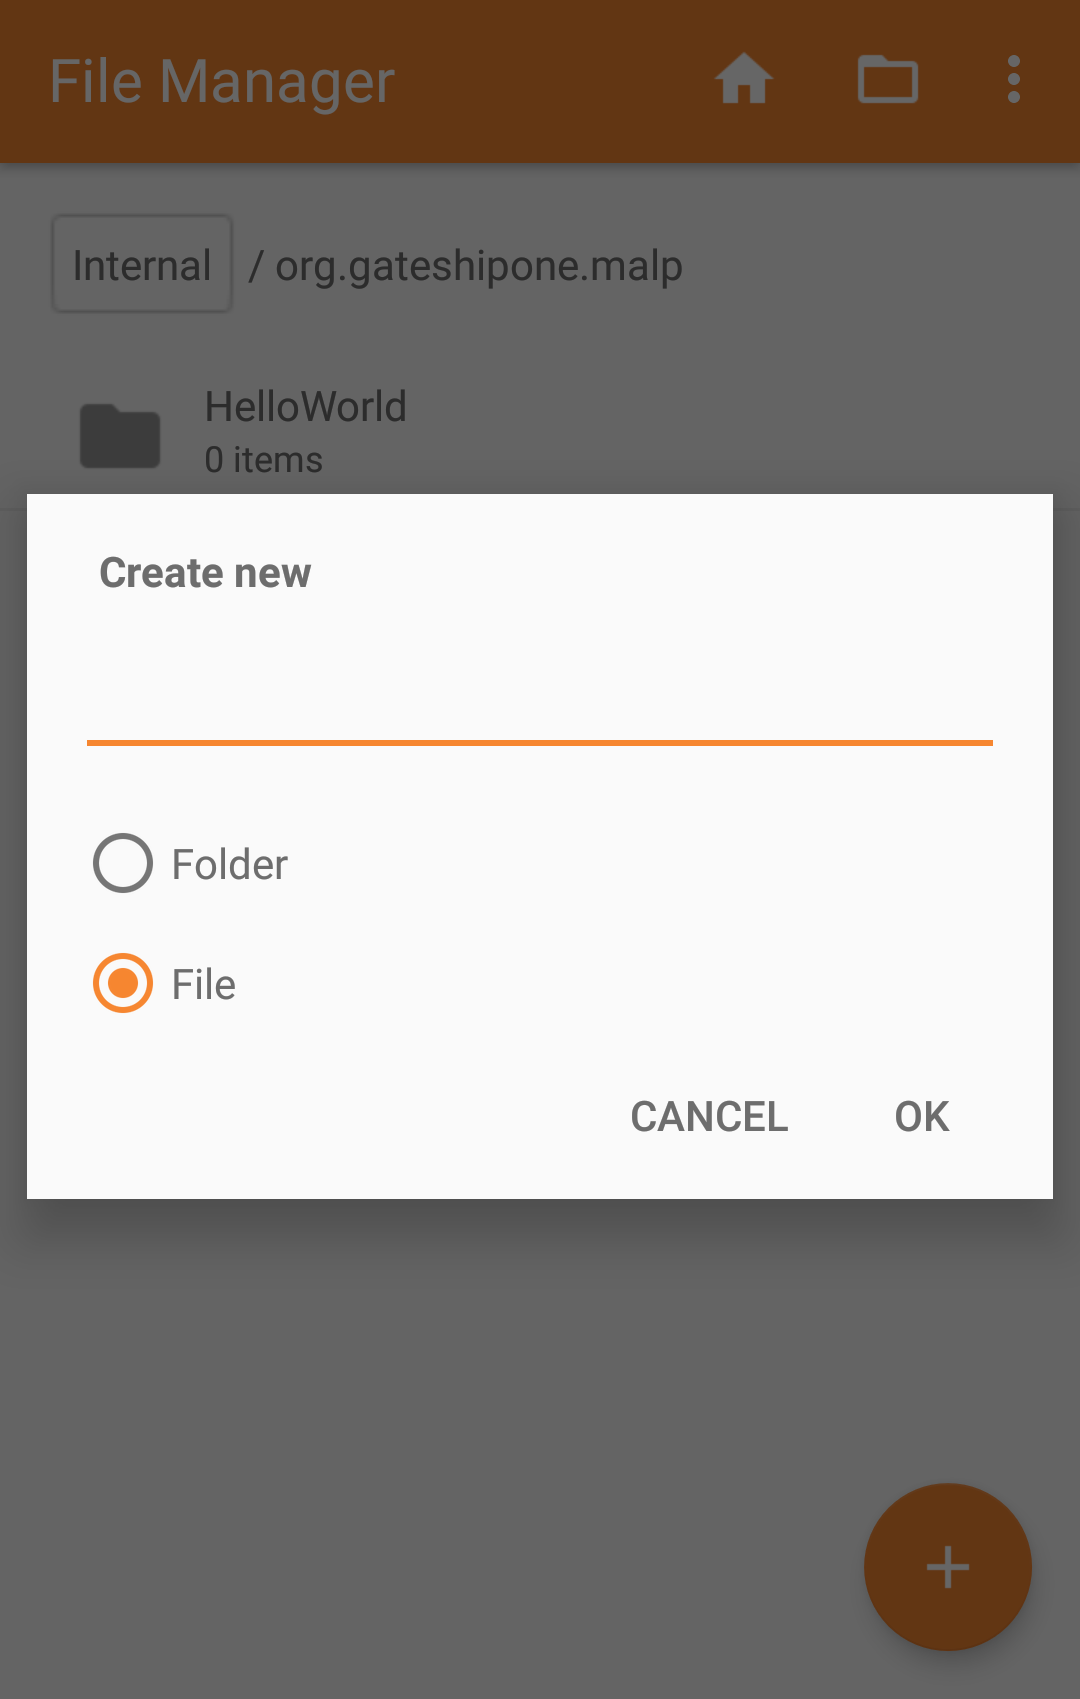 File Manager
Internal / org.gateshipone.malp
HelloWorld
0 items
Create new
Folder
File
CANCEL OK